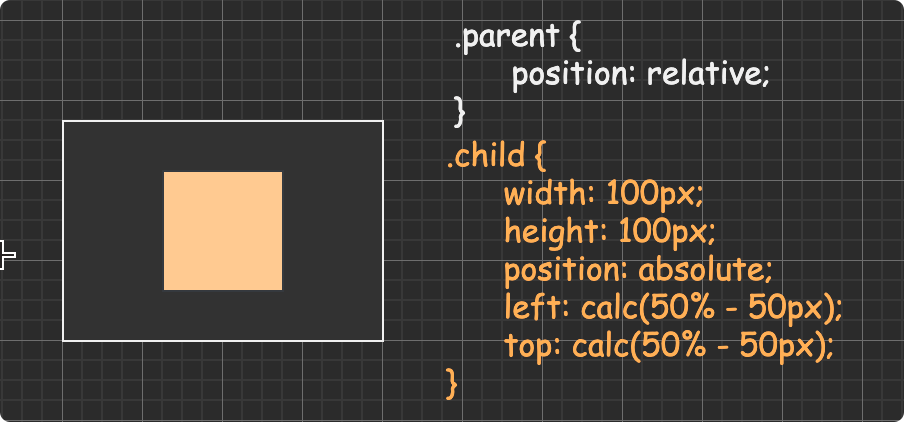 .parent {
position: relative;
}
.child {
width: 100px;
height: 100px;
position: absolute;
left: calc(50% - 50px);
top: calc(50% - 50px);
}